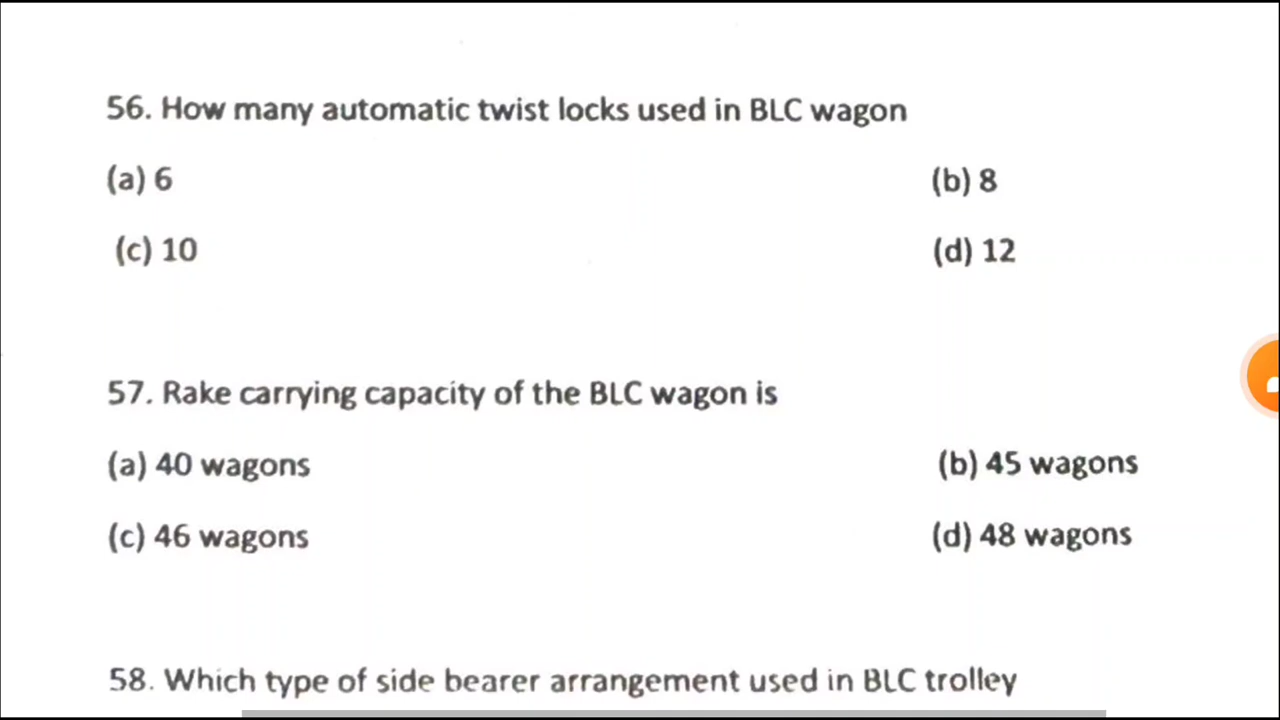 56. How many automatic twist locks used in BLC wagon
(a) 6 (b) 8
(c) 10 (d) 12
57. Rake carrying capacity of the BLC wagon is
(a) 40 wagons (b) 45 wagons
(c) 46 wagons (d) 48 wagons
58. Which type of side bearer arrangement used in BLC trolley